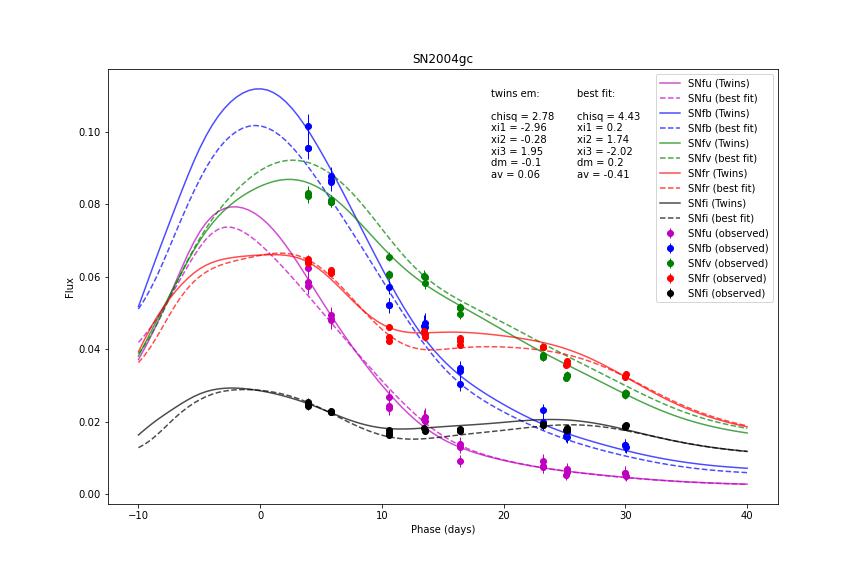 SN2004gc
twins em: best fit:
chisq = 2.78 chisq = 4.43
xi1 = -2.96 xi1 = 0.2
xi2 = -0.28 xi2 = 1.74
xi3 = 1.95 xi3 = -2.02
dm = -0.1 dm = 0.2
av = 0.06 av = -0.41
SNfu (Twins)
SNfu (best fit)
SNfb (Twins)
SNfb (best fit)
SNfv (Twins)
SNfv (best fit)
SNfr (Twins)
SNfr (best fit)
SNfi (Twins)
SNfi (best fit)
SNfu (observed)
SNfb (observed)
SNfv (observed)
SNfr (observed)
SNfi (observed)
Flux
0.10
0.08
0.06
0.04
0.02
0.00
−10 0 10 20 30 40
Phase (days)